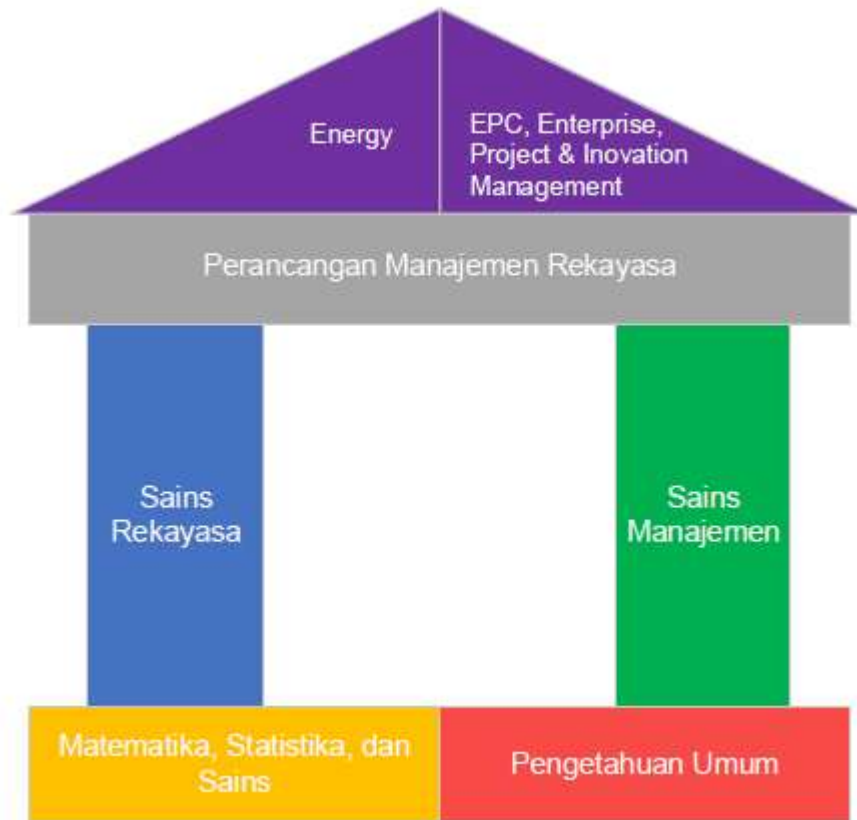 Energy
EPC, Enterprise,
Project & Inovation
Management
Perancangan Manajemen Rekayasa
Sains
Rekayasa
Sains
Manajemen
Matematika, Statistika, dan
Sains
Pengetahuan Umum